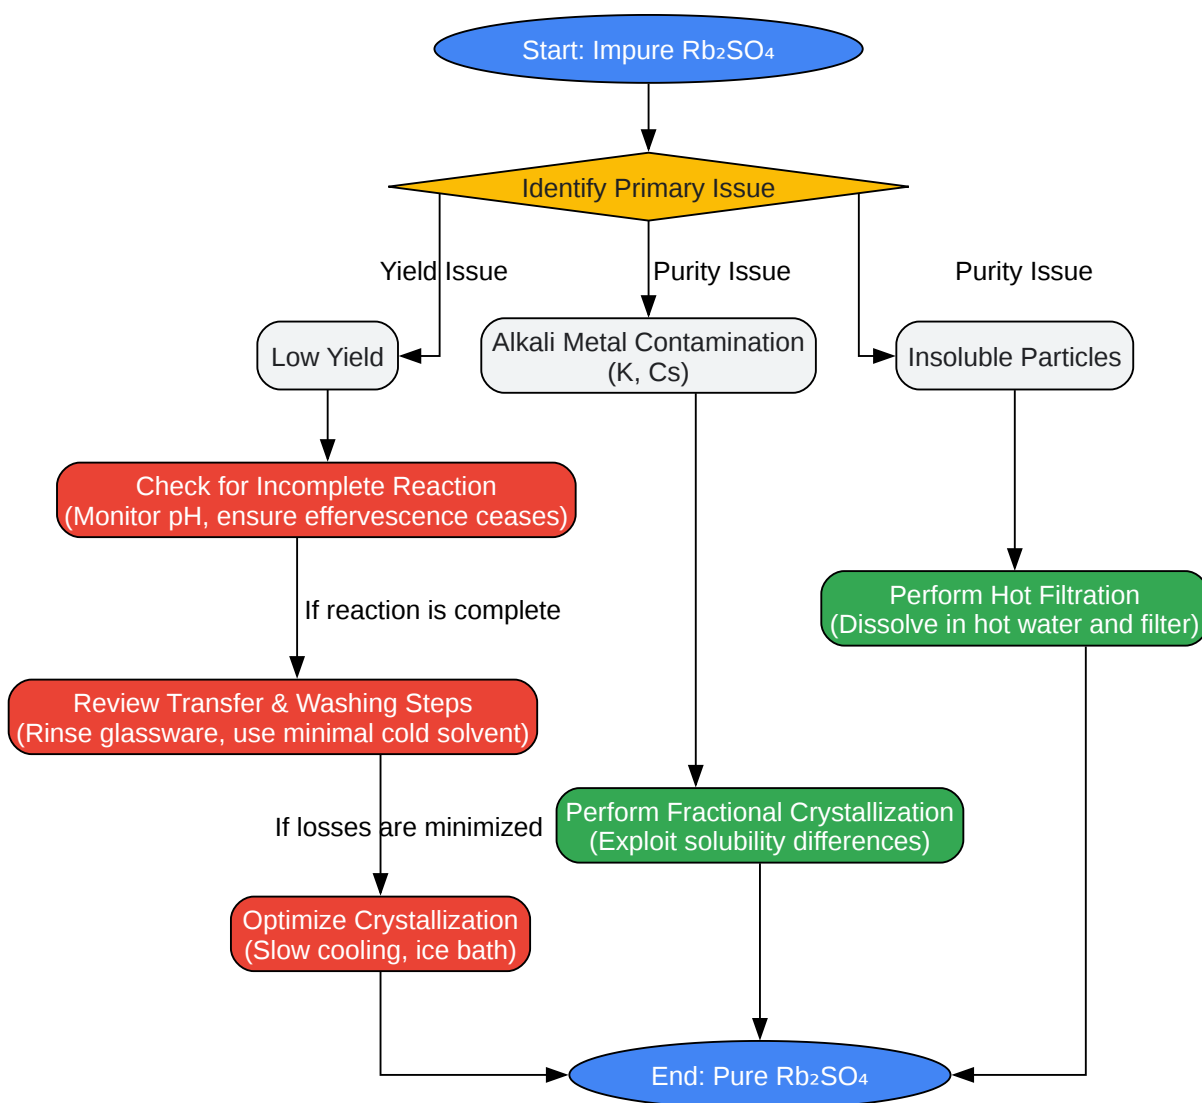 Start: Impure Rb₂SO₄
Identify Primary Issue
Yield Issue
Purity Issue
Purity Issue
Low Yield
Alkali Metal Contamination
(K, Cs)
Insoluble Particles
Check for Incomplete Reaction
(Monitor pH, ensure effervescence ceases)
If reaction is complete
Perform Hot Filtration
(Dissolve in hot water and filter)
Review Transfer & Washing Steps
(Rinse glassware, use minimal cold solvent)
If losses are minimized
Perform Fractional Crystallization
(Exploit solubility differences)
Optimize Crystallization
(Slow cooling, ice bath)
End: Pure Rb₂SO₄